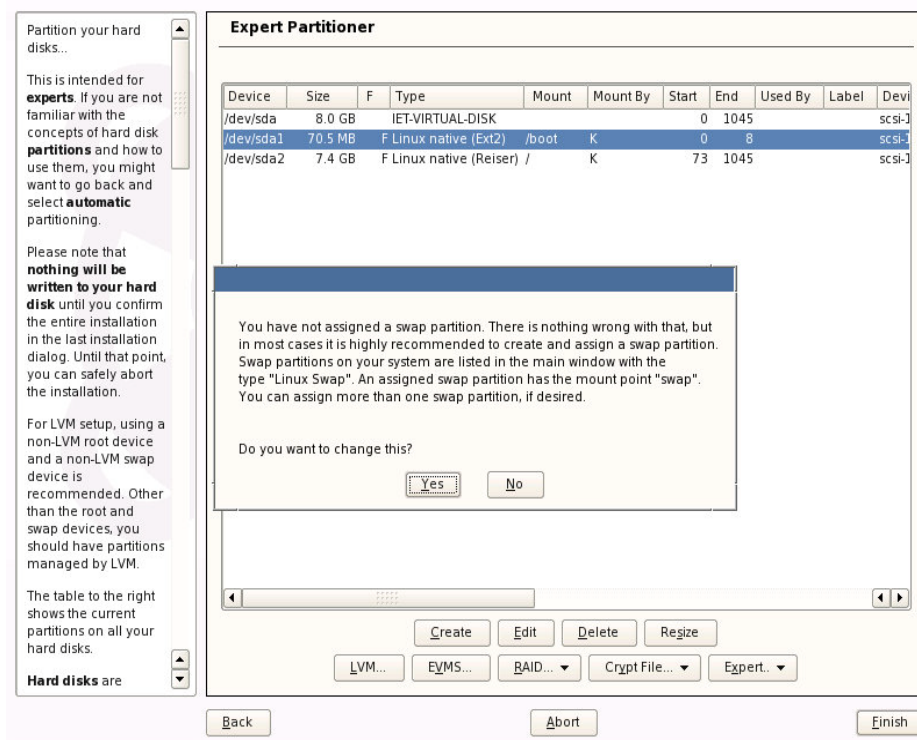 Partition your hard
disks...
This is intended for
experts. If you are not
familiar with the
concepts of hard disk
partitions and how to
use them, you might
want to go back and
select automatic
partitioning.
Please note that
nothing will be
written to your hard
disk until you confirm
the entire installation
in the last installation
dialog. Until that point,
you can safely abort
the installation.
For LVM setup, using a
non-LVM root device
and a non-LVM swap
device is
recommended. Other
than the root and
swap devices, you
should have partitions
managed by LVM.
The table to the right
shows the current
partitions on all your
hard disks.
Hard disks are
Expert Partitioner
Device Size F Type Mount Mount By Start End Used By Label Devi
/dev/sda 8.0 GB IET-VIRTUAL-DISK 0 1045 scsi-1
/dev/sda1 70.5 MB F Linux native (Ext2) /boot K 0 8 scsi-1
/dev/sda2 7.4 GB F Linux native (Reiser) / K 73 1045 scsi-1
You have not assigned a swap partition. There is nothing wrong with that, but
in most cases it is highly recommended to create and assign a swap partition.
Swap partitions on your system are listed in the main window with the
type "Linux Swap". An assigned swap partition has the mount point "swap".
You can assign more than one swap partition, if desired.
Do you want to change this?
Yes No
Create Edit Delete Resize
LVM... EVMS... RAID... Crypt File... Expert..
Back Abort Finish